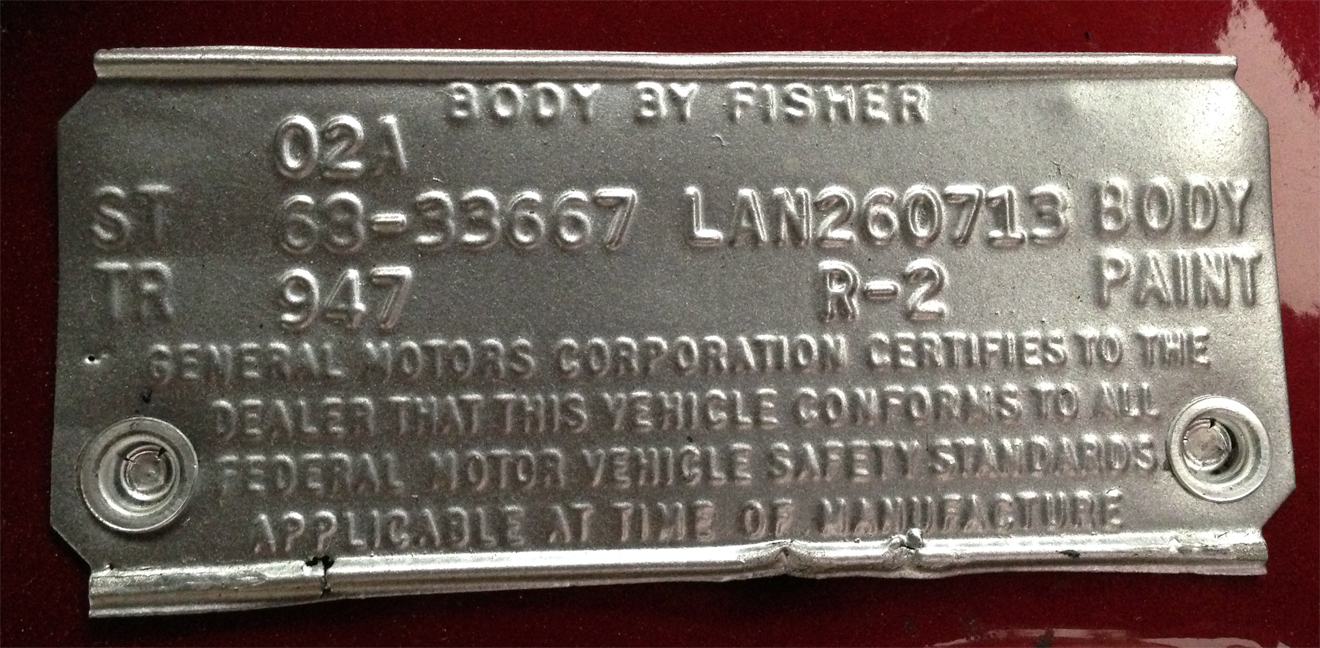 BODY BY FISHER
02A
ST 68-33667 LAN260713 BODY
TR 947 R-2 PAINT
GENERAL MOTORS CORPORATION CERTIFIES TO THE
DEALER THAT THIS VEHICLE CONFORMS TO ALL
FEDERAL MOTOR VEHICLE SAFETY STANDARDS
APPLICABLE AT TIME OF MANUFACTURE